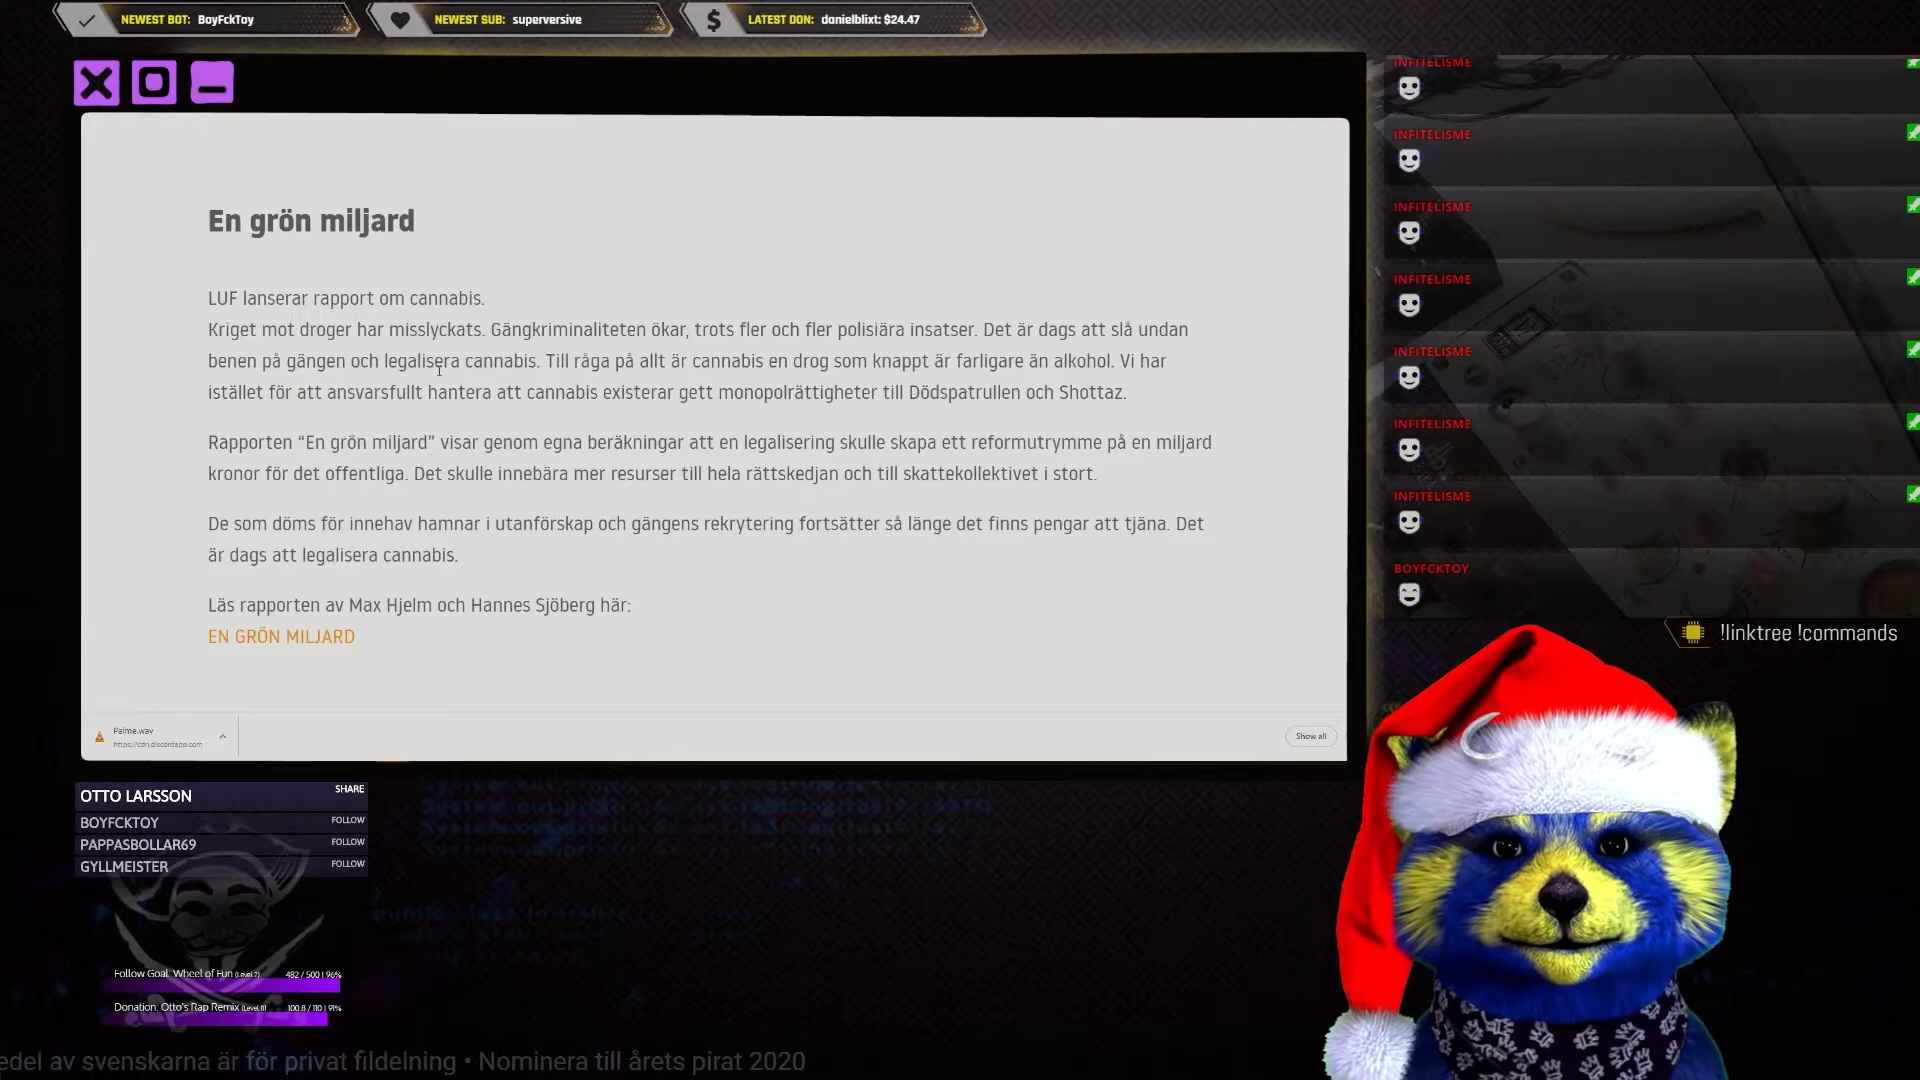 NEWEST BOT: BoyFckToy
NEWEST SUB: superversive
LATEST DON: danielblixt: $24.47
En grön miljard
LUF lanserar rapport om cannabis.
Kriget mot droger har misslyckats. Gängkriminaliteten ökar, trots fler och fler polisiära insatser. Det är dags att slå undan
benen på gängen och legalisera cannabis. Till råga på allt är cannabis en drog som knappt är farligare än alkohol. Vi har
istället för att ansvarsfullt hantera att cannabis existerar gett monopolrättigheter till Dödspatrullen och Shottaz.
Rapporten “En grön miljard” visar genom egna beräkningar att en legalisering skulle skapa ett reformutrymme på en miljard
kronor för det offentliga. Det skulle innebära mer resurser till hela rättskedjan och till skattekollektivet i stort.
De som döms för innehav hamnar i utanförskap och gängens rekrytering fortsätter så länge det finns pengar att tjäna. Det
är dags att legalisera cannabis.
Läs rapporten av Max Hjelm och Hannes Sjöberg här:
EN GRÖN MILJARD
Palme.wav
https://cdn.discordapp.com
Show all
INFITELISME
INFITELISME
INFITELISME
INFITELISME
INFITELISME
INFITELISME
INFITELISME
BOYFCKTOY
!linktree !commands
OTTO LARSSON SHARE
BOYFCKTOY FOLLOW
PAPPASBOLLAR69 FOLLOW
GYLLMEISTER FOLLOW
Follow Goal: Wheel of Fun (Level 2) 482 / 500 | 96%
Donation: Otto's Rap Remix 100.8 / 110 | 91%
edel av svenskarna är för privat fildelning • Nominera till årets pirat 2020